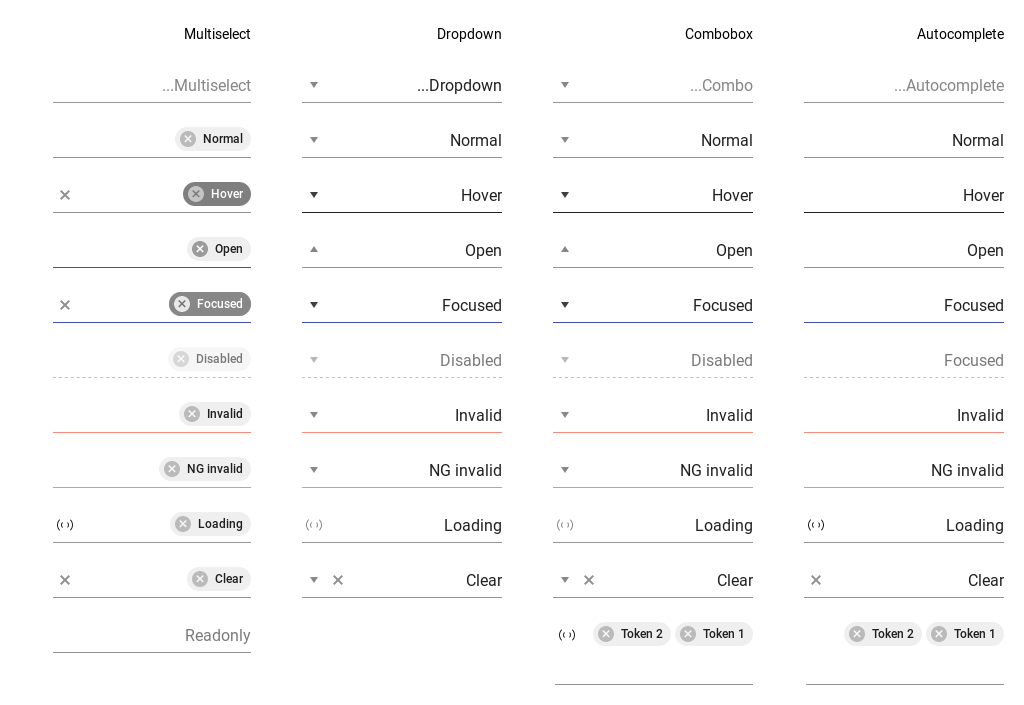 Multiselect Dropdown Combobox Autocomplete
...Multiselect ...Dropdown ...Combo ...Autocomplete
Normal Normal Normal Normal
Hover Hover Hover Hover
Open Open Open Open
Focused Focused Focused Focused
Disabled Disabled Disabled Focused
Invalid Invalid Invalid Invalid
NG invalid NG invalid NG invalid NG invalid
Loading Loading Loading Loading
Clear Clear Clear Clear
Readonly Token 2 Token 1 Token 2 Token 1